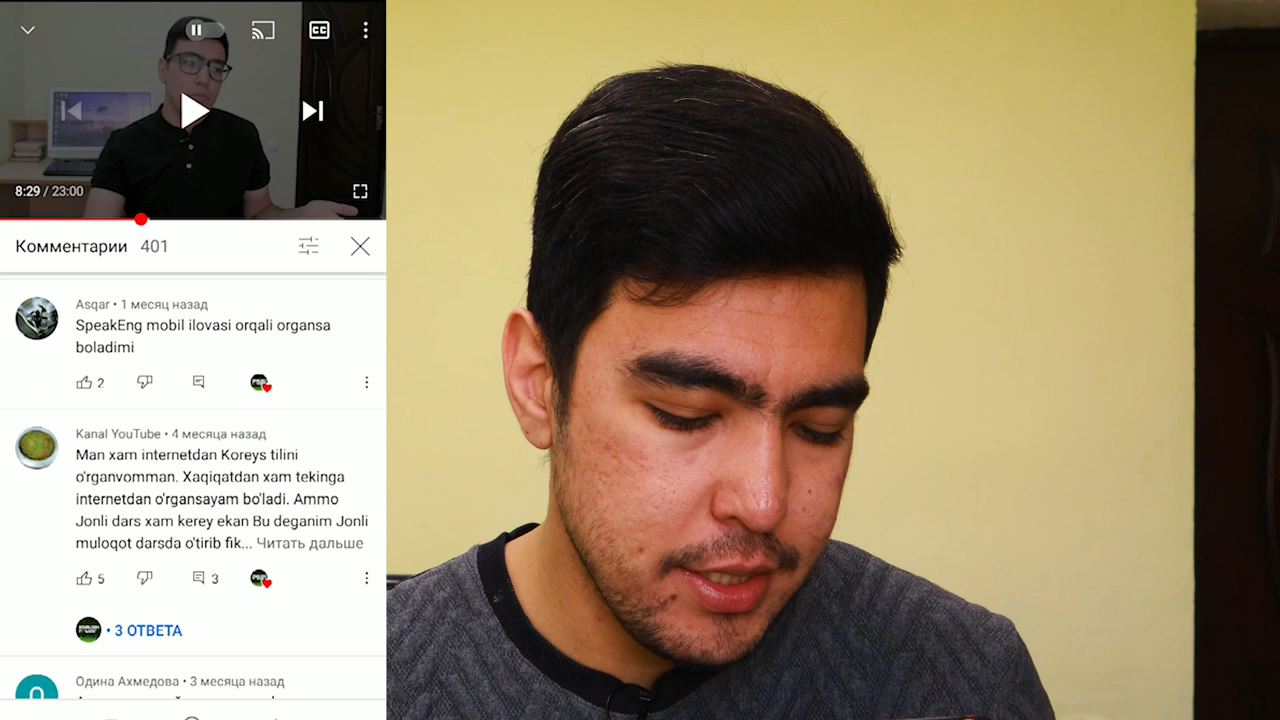 CC
8:29 / 23:00
Комментарии 401
Asqar • 1 месяц назад
SpeakEng mobil ilovasi orqali organsa
boladimi
2
Kanal YouTube • 4 месяца назад
Man xam internetdan Koreys tilini
o'rganvomman. Xaqiqatdan xam tekinga
internetdan o'rgansayam bo'ladi. Ammo
Jonli dars xam kerey ekan Bu deganim Jonli
muloqot darsda o'tirib fik... Читать дальше
5 3
• 3 ОТВЕТА
Одина Ахмедова • 3 месяца назад